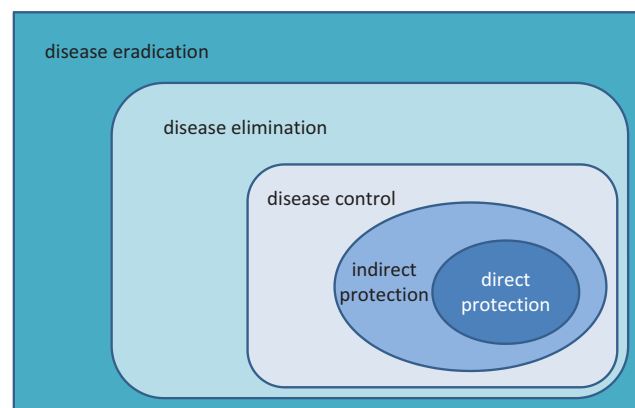 disease eradication
disease elimination
disease control
indirect
protection
direct
protection